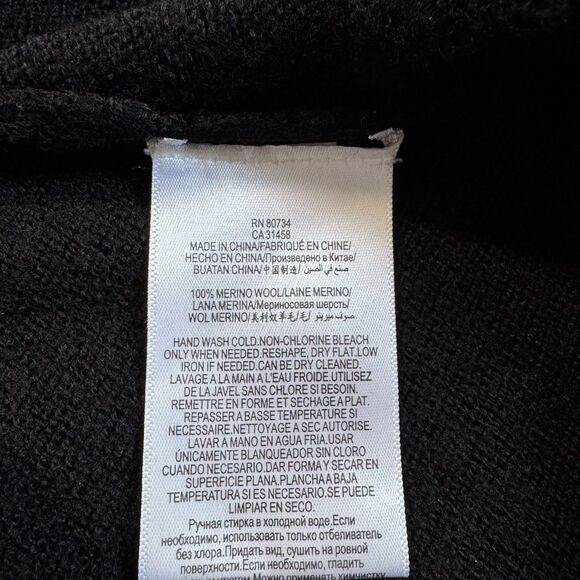 RN 80734
CA 31458
MADE IN CHINA/FABRIQUÉ EN CHINE/
HECHO EN CHINA/Произведено в Китае/
BUATAN CHINA/中国制造/ صنع في الصين/
100% MERINO WOOL/LAINE MERINO/
LANA MERINO/Мериносовая шерсть/
WOL MERINO/美利奴羊毛/毛/ صوف ميرينو
HAND WASH COLD.NON-CHLORINE BLEACH
ONLY WHEN NEEDED.RESHAPE, DRY FLAT.LOW
IRON IF NEEDED.CAN BE DRY CLEANED.
LAVAGE A LA MAIN A L'EAU FROIDE.UTILISEZ
DE LA JAVEL SANS CHLORE SI BESOIN.
REMETTRE EN FORME ET SECHAGE A PLAT.
REPASSER A BASSE TEMPERATURE SI
NECESSAIRE.NETTOYAGE A SEC AUTORISE.
LAVAR A MANO EN AGUA FRIA.USAR
ÚNICAMENTE BLANQUEADOR SIN CLORO
CUANDO NECESARIO.DAR FORMA Y SECAR EN
SUPERFICIE PLANA.PLANCHA A BAJA
TEMPERATURA SI ES NECESARIO.SE PUEDE
LIMPIAR EN SECO.
Ручная стирка в холодной воде.Если
необходимо, использовать только отбеливатель
без хлора.Придать вид, сушить на ровной
поверхности.Если необходимо, гладить
Можно применять химчистку